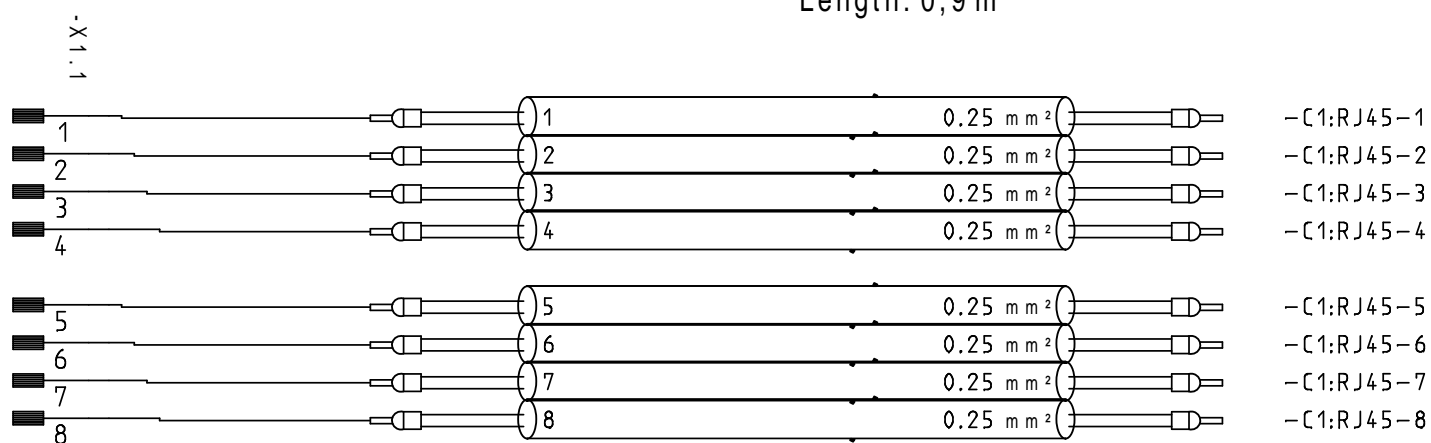 Length: 0,9 m
-X1.1
1 1 0.25 mm² -C1:RJ45-1
2 2 0.25 mm² -C1:RJ45-2
3 3 0.25 mm² -C1:RJ45-3
4 4 0.25 mm² -C1:RJ45-4
5 5 0.25 mm² -C1:RJ45-5
6 6 0.25 mm² -C1:RJ45-6
7 7 0.25 mm² -C1:RJ45-7
8 8 0.25 mm² -C1:RJ45-8